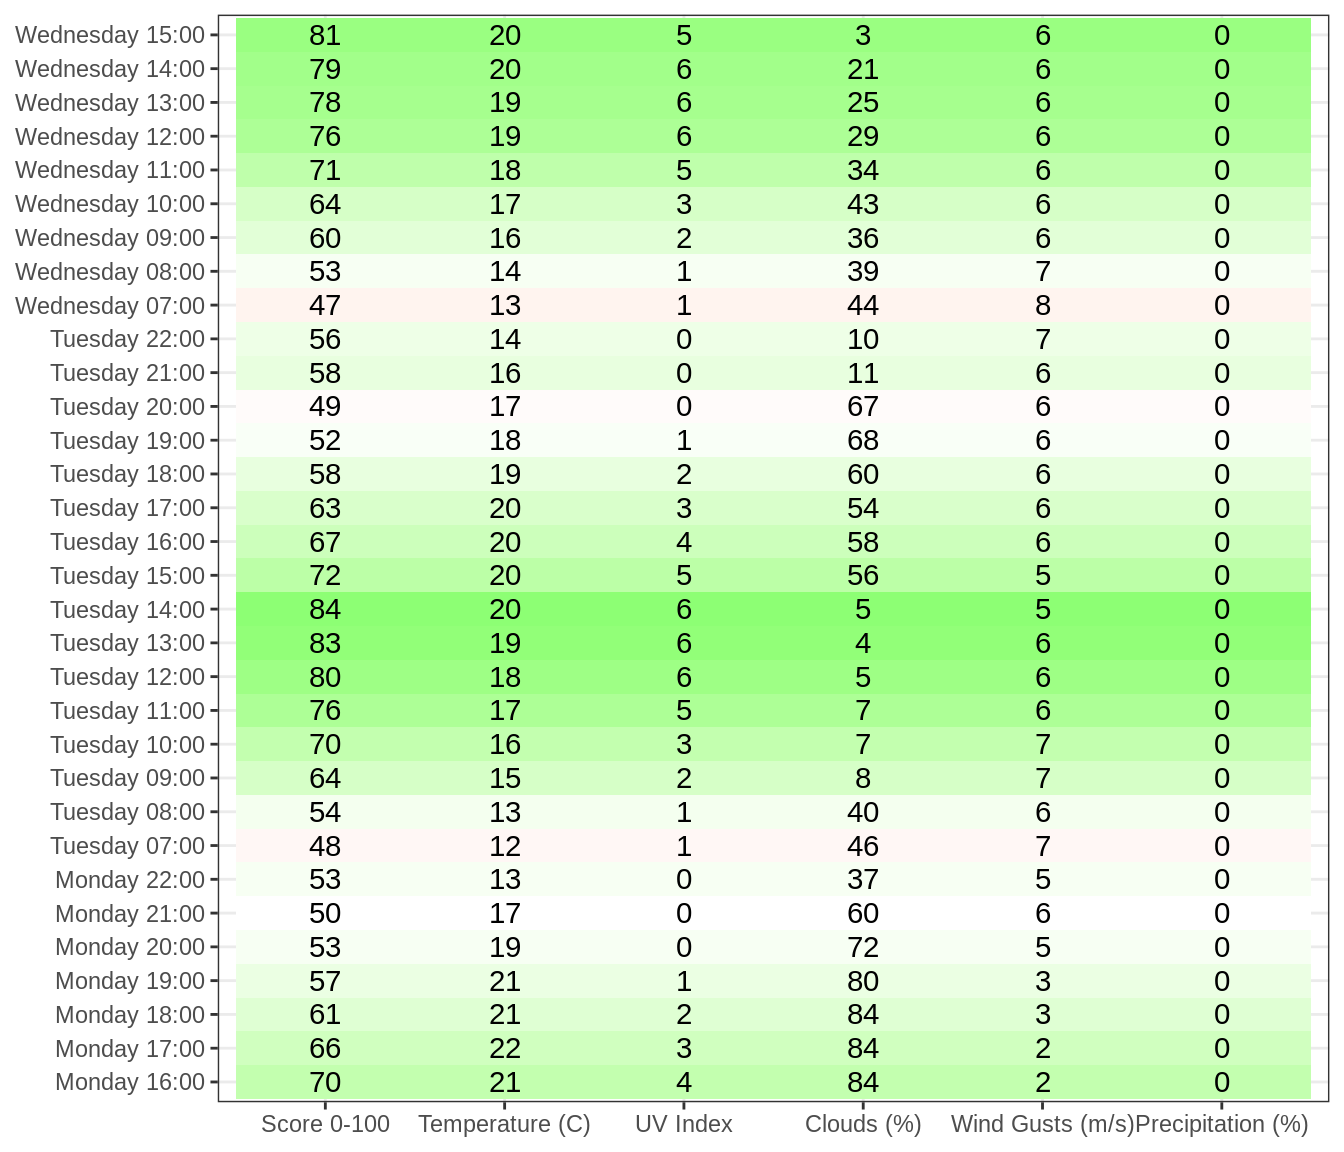 Wednesday 15:00 81 20 5 3 6 0
Wednesday 14:00 79 20 6 21 6 0
Wednesday 13:00 78 19 6 25 6 0
Wednesday 12:00 76 19 6 29 6 0
Wednesday 11:00 71 18 5 34 6 0
Wednesday 10:00 64 17 3 43 6 0
Wednesday 09:00 60 16 2 36 6 0
Wednesday 08:00 53 14 1 39 7 0
Wednesday 07:00 47 13 1 44 8 0
Tuesday 22:00 56 14 0 10 7 0
Tuesday 21:00 58 16 0 11 6 0
Tuesday 20:00 49 17 0 67 6 0
Tuesday 19:00 52 18 1 68 6 0
Tuesday 18:00 58 19 2 60 6 0
Tuesday 17:00 63 20 3 54 6 0
Tuesday 16:00 67 20 4 58 6 0
Tuesday 15:00 72 20 5 56 5 0
Tuesday 14:00 84 20 6 5 5 0
Tuesday 13:00 83 19 6 4 6 0
Tuesday 12:00 80 18 6 5 6 0
Tuesday 11:00 76 17 5 7 6 0
Tuesday 10:00 70 16 3 7 7 0
Tuesday 09:00 64 15 2 8 7 0
Tuesday 08:00 54 13 1 40 6 0
Tuesday 07:00 48 12 1 46 7 0
Monday 22:00 53 13 0 37 5 0
Monday 21:00 50 17 0 60 6 0
Monday 20:00 53 19 0 72 5 0
Monday 19:00 57 21 1 80 3 0
Monday 18:00 61 21 2 84 3 0
Monday 17:00 66 22 3 84 2 0
Monday 16:00 70 21 4 84 2 0
Score 0-100 Temperature (C) UV Index Clouds (%) Wind Gusts (m/s) Precipitation (%)